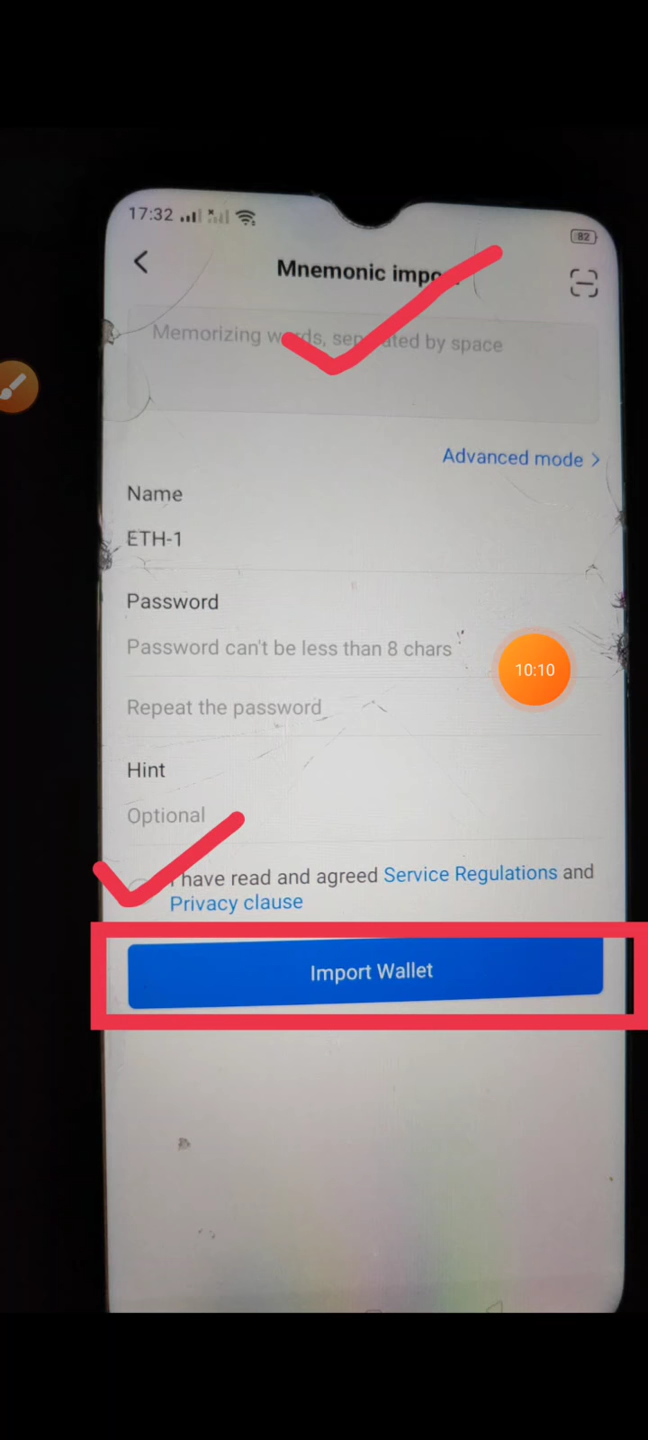 17:32
82
Mnemonic impo
Memorizing words, separated by space
Advanced mode >
Name
ETH-1
Password
Password can't be less than 8 chars
10:10
Repeat the password
Hint
Optional
I have read and agreed Service Regulations and
Privacy clause
Import Wallet